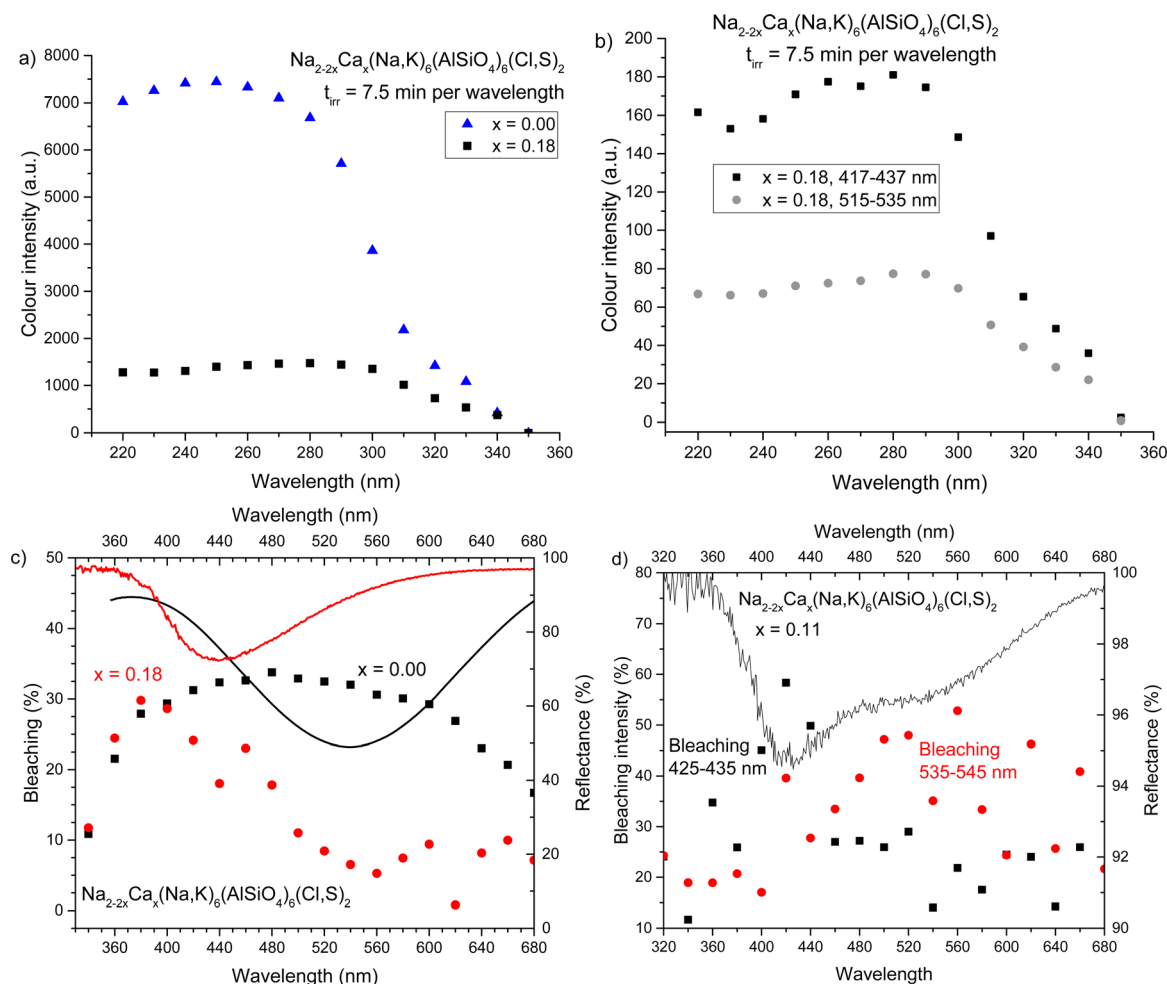 a)
Na2-2xCax(Na,K)6(AlSiO4)6(Cl,S)2
tirr = 7.5 min per wavelength
x = 0.00
x = 0.18
8000
7000
6000
5000
4000
3000
2000
1000
0
Colour intensity (a.u.)
220 240 260 280 300 320 340 360
Wavelength (nm)
b)
Na2-2xCax(Na,K)6(AlSiO4)6(Cl,S)2
tirr = 7.5 min per wavelength
x = 0.18, 417-437 nm
x = 0.18, 515-535 nm
200
180
160
140
120
100
80
60
40
20
0
Colour intensity (a.u.)
220 240 260 280 300 320 340 360
Wavelength (nm)
Wavelength (nm)
360 400 440 480 520 560 600 640 680
c)
x = 0.18
x = 0.00
50
40
30
20
10
0
Bleaching (%)
100
80
60
40
20
0
Reflectance (%)
Na2-2xCax(Na,K)6(AlSiO4)6(Cl,S)2
360 400 440 480 520 560 600 640 680
Wavelength (nm)
Wavelength (nm)
320 360 400 440 480 520 560 600 640 680
d)
Na2-2xCax(Na,K)6(AlSiO4)6(Cl,S)2
x = 0.11
Bleaching
425-435 nm
Bleaching
535-545 nm
80
70
60
50
40
30
20
10
Bleaching intensity (%)
100
98
96
94
92
90
Reflectance (%)
320 360 400 440 480 520 560 600 640 680
Wavelength